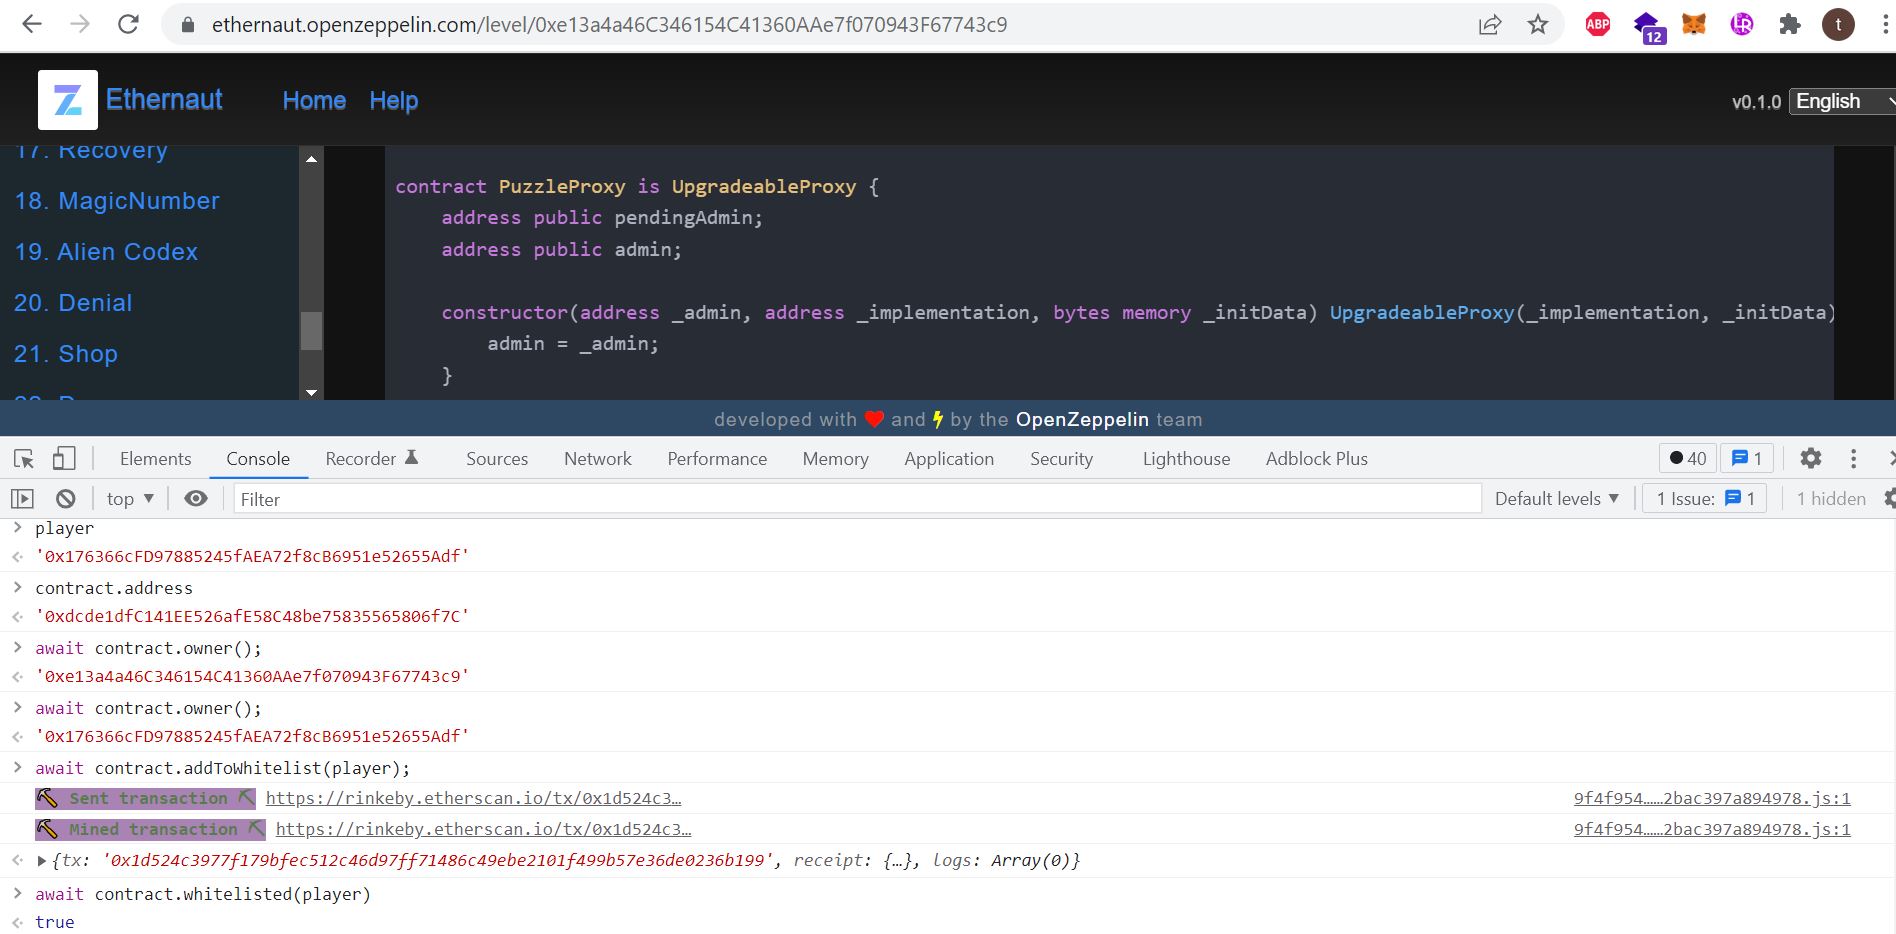 ethernaut.openzeppelin.com/level/0xe13a4a46C346154C41360AAe7f070943F67743c9
ABP
12
t
Ethernaut
Home
Help
v0.1.0
English
17. Recovery
18. MagicNumber
19. Alien Codex
20. Denial
21. Shop
contract PuzzleProxy is UpgradeableProxy {
address public pendingAdmin;
address public admin;
constructor(address _admin, address _implementation, bytes memory _initData) UpgradeableProxy(_implementation, _initData)
admin = _admin;
}
developed with ❤ and ⚡ by the OpenZeppelin team
Elements Console Recorder Sources Network Performance Memory Application Security Lighthouse Adblock Plus
40
1
top
Filter
Default levels
1 Issue: 1
1 hidden
> player
'0x176366cFD97885245fAEA72f8cB6951e52655Adf'
> contract.address
'0xdcde1dfC141EE526afE58C48be75835565806f7C'
> await contract.owner();
'0xe13a4a46C346154C41360AAe7f070943F67743c9'
> await contract.owner();
'0x176366cFD97885245fAEA72f8cB6951e52655Adf'
> await contract.addToWhitelist(player);
Sent transaction https://rinkeby.etherscan.io/tx/0x1d524c3… 9f4f954……2bac397a894978.js:1
Mined transaction https://rinkeby.etherscan.io/tx/0x1d524c3… 9f4f954……2bac397a894978.js:1
{tx: '0x1d524c3977f179bfec512c46d97ff71486c49ebe2101f499b57e36de0236b199', receipt: {…}, logs: Array(0)}
> await contract.whitelisted(player)
true